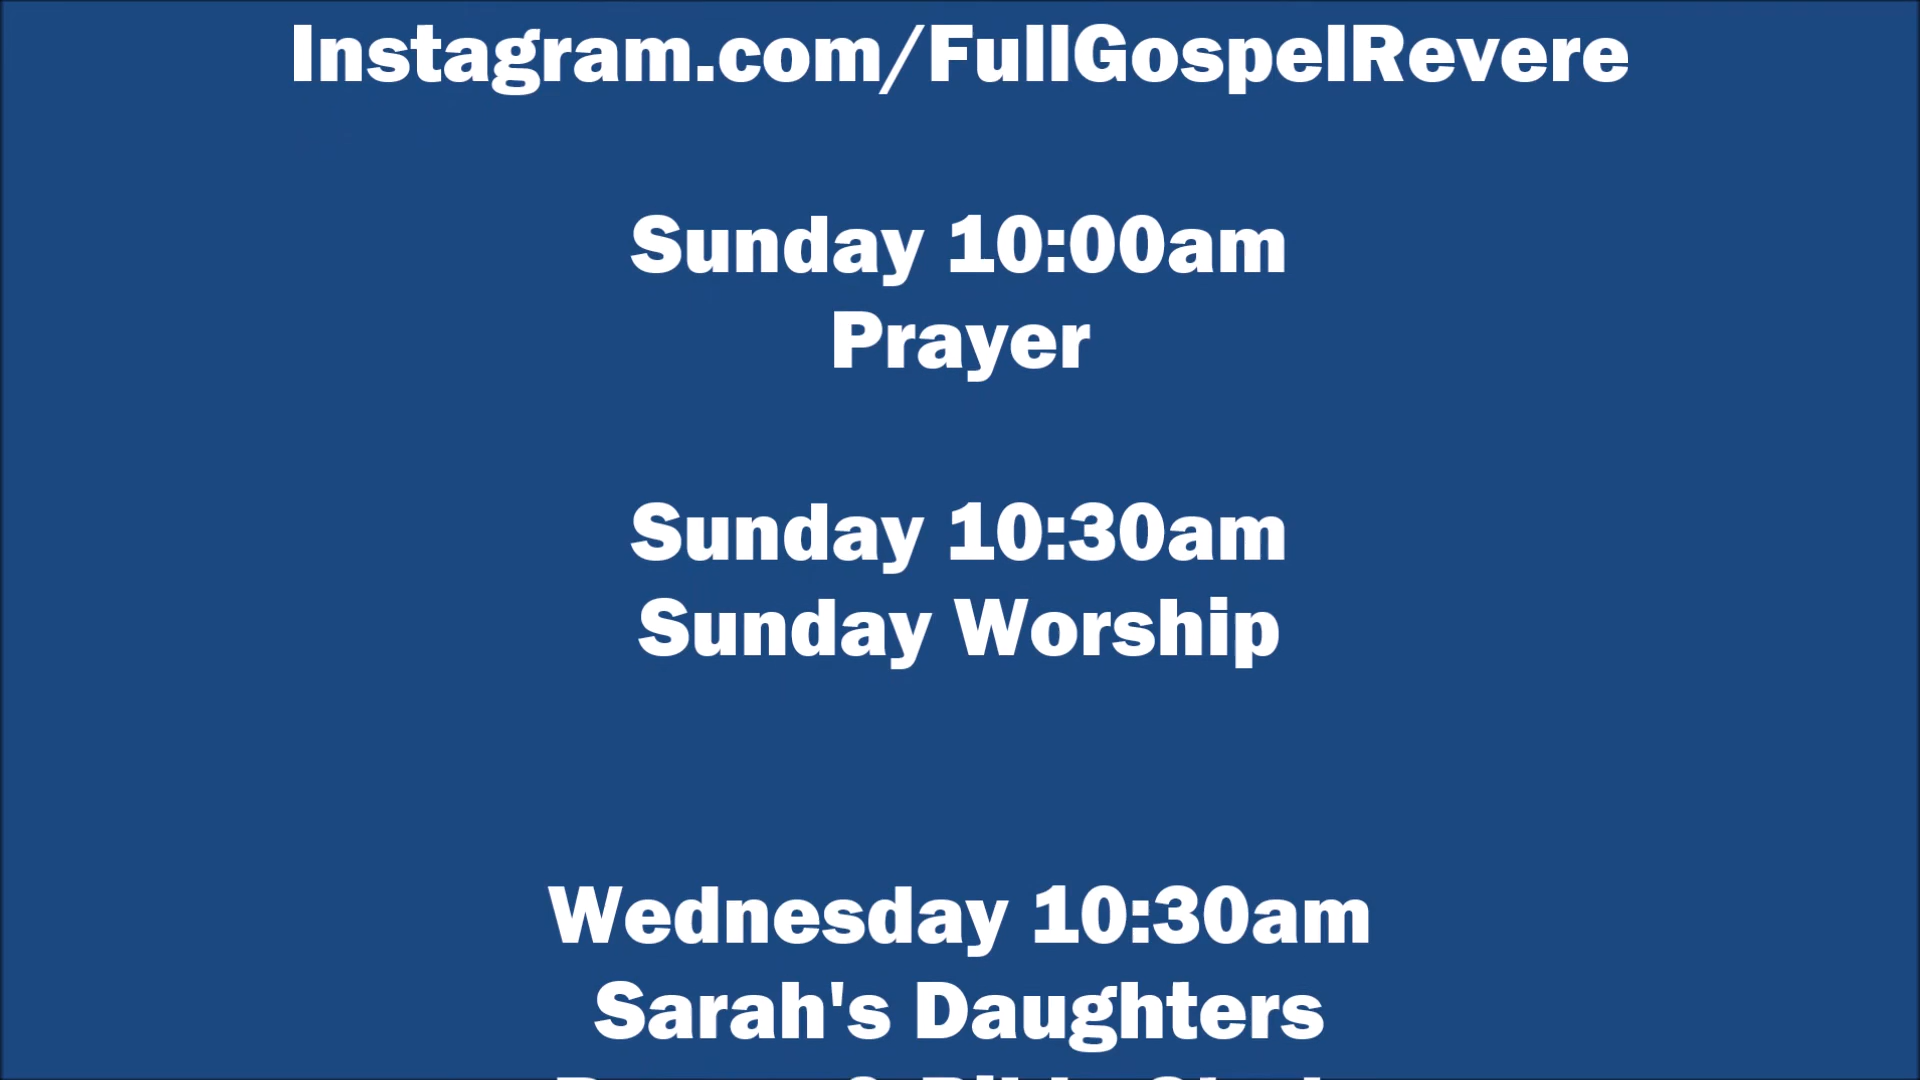 Instagram.com/FullGospelRevere
Sunday 10:00am
Prayer
Sunday 10:30am
Sunday Worship
Wednesday 10:30am
Sarah's Daughters